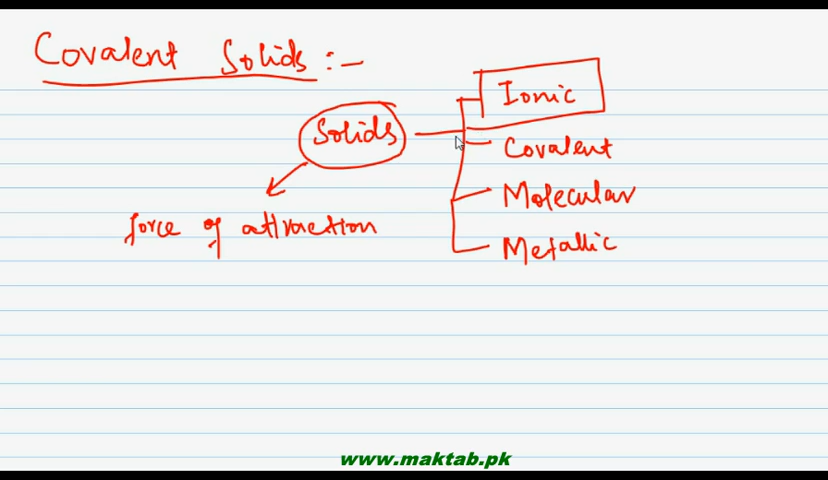 Covalent Solids :-
Ionic
Solids
Covalent
Molecular
force of attraction
Metallic
www.maktab.pk